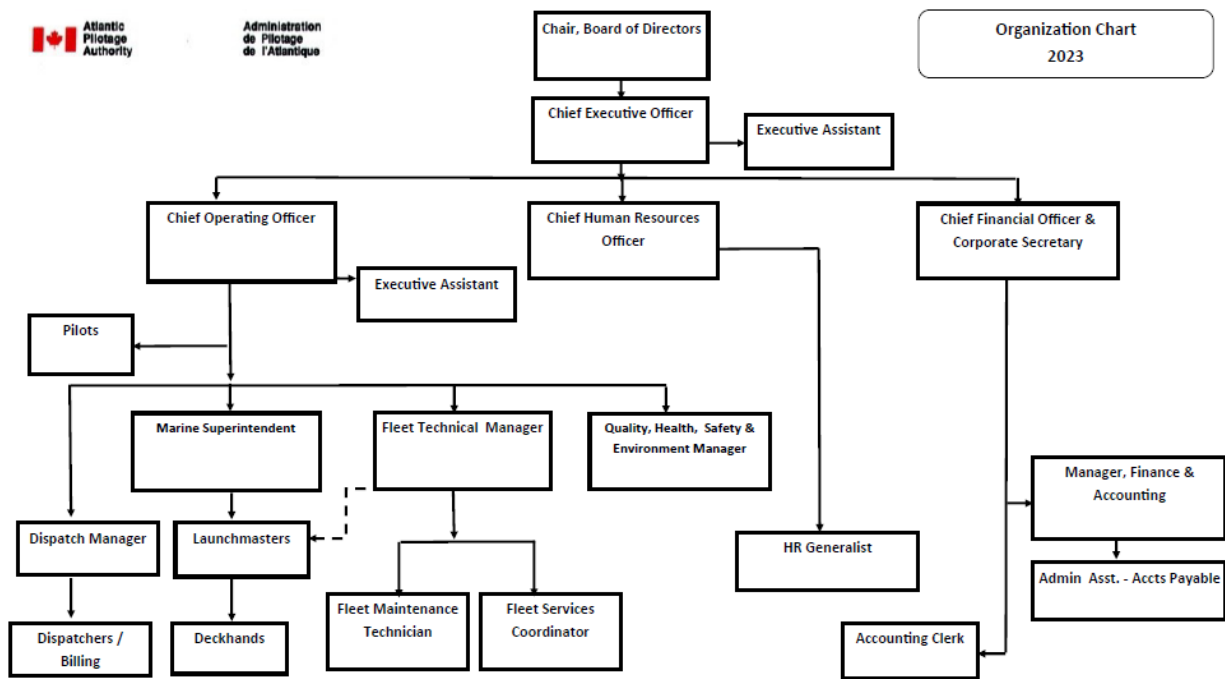 Atlantic
Pilotage
Authority
Administration
de Pilotage
de l'Atlantique
Chair, Board of Directors
Organization Chart
2023
Chief Executive Officer
Executive Assistant
Chief Operating Officer
Chief Human Resources
Officer
Chief Financial Officer &
Corporate Secretary
Executive Assistant
Pilots
Marine Superintendent
Fleet Technical Manager
Quality, Health, Safety &
Environment Manager
Manager, Finance &
Accounting
Dispatch Manager
Launchmasters
HR Generalist
Admin Asst. - Accts Payable
Fleet Maintenance
Technician
Fleet Services
Coordinator
Dispatchers /
Billing
Deckhands
Accounting Clerk